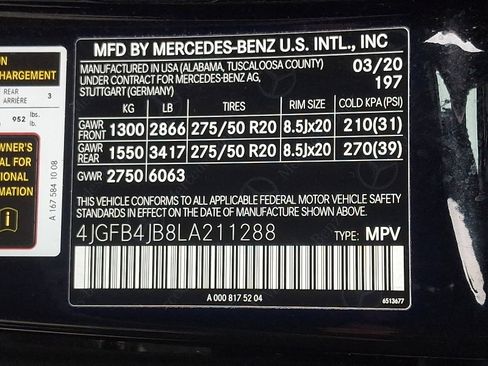 ON
CHARGEMENT
REAR
ARRIÈRE 3
lbs.
952 lb.
WNER'S
AL FOR
TIONAL
RMATION
A 167 584 10 08
MFD BY MERCEDES-BENZ U.S. INTL., INC
MANUFACTURED IN USA (ALABAMA, TUSCALOOSA COUNTY) 03/20
UNDER CONTRACT FOR MERCEDES-BENZ AG, 197
STUTTGART (GERMANY)
KG LB TIRES RIM SIZE COLD KPA (PSI)
GAWR FRONT 1300 2866 275/50 R20 8.5Jx20 210(31)
GAWR REAR 1550 3417 275/50 R20 8.5Jx20 270(39)
GVWR 2750 6063
THIS VEHICLE CONFORMS TO ALL APPLICABLE FEDERAL MOTOR VEHICLE SAFETY
STANDARDS IN EFFECT ON THE DATE OF MANUFACTURE SHOWN ABOVE.
4JGFB4JB8LA211288 TYPE: MPV
A 000 817 52 04
6513677